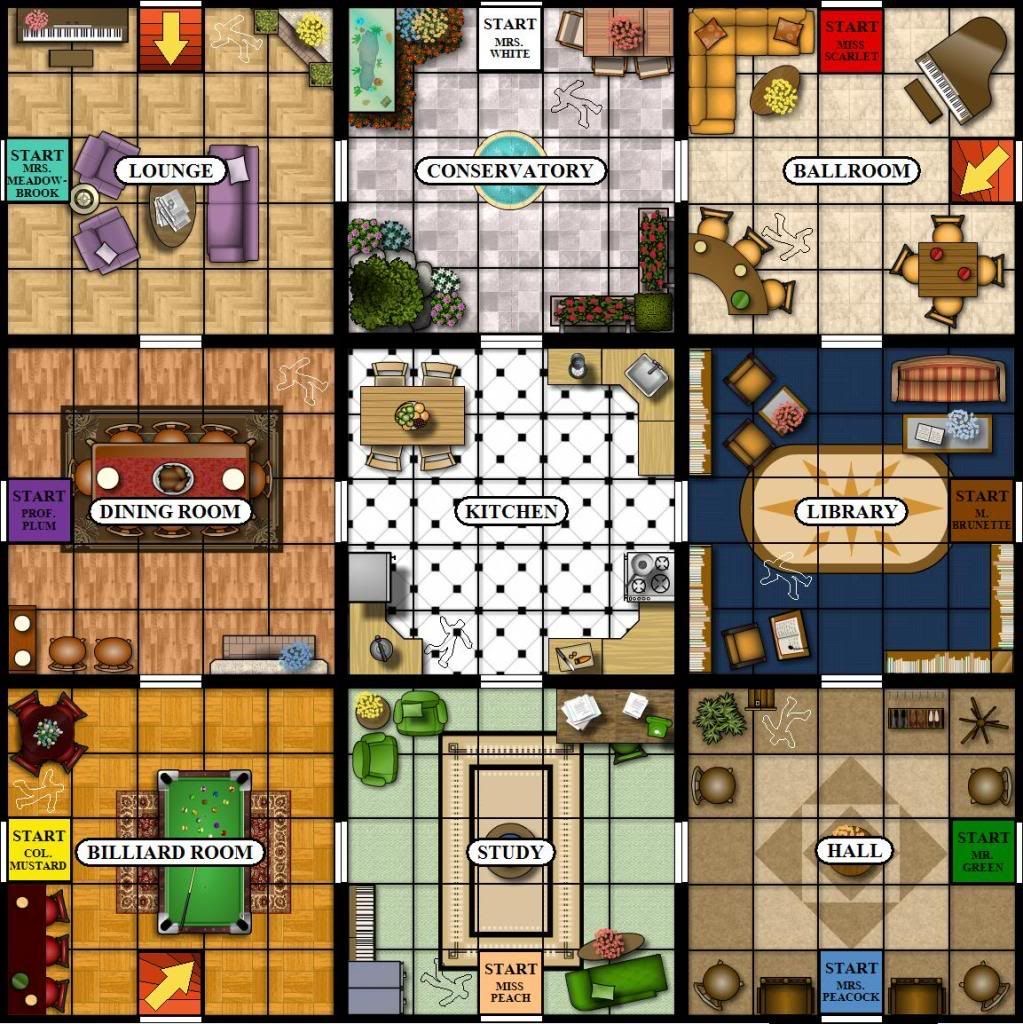 START
MRS.
WHITE
START
MISS
SCARLET
START
MRS.
MEADOW-
BROOK
LOUNGE
CONSERVATORY
BALLROOM
START
PROF.
PLUM
DINING ROOM
KITCHEN
LIBRARY
START
M.
BRUNETTE
START
COL.
MUSTARD
BILLIARD ROOM
STUDY
HALL
START
MR.
GREEN
START
MISS
PEACH
START
MRS.
PEACOCK